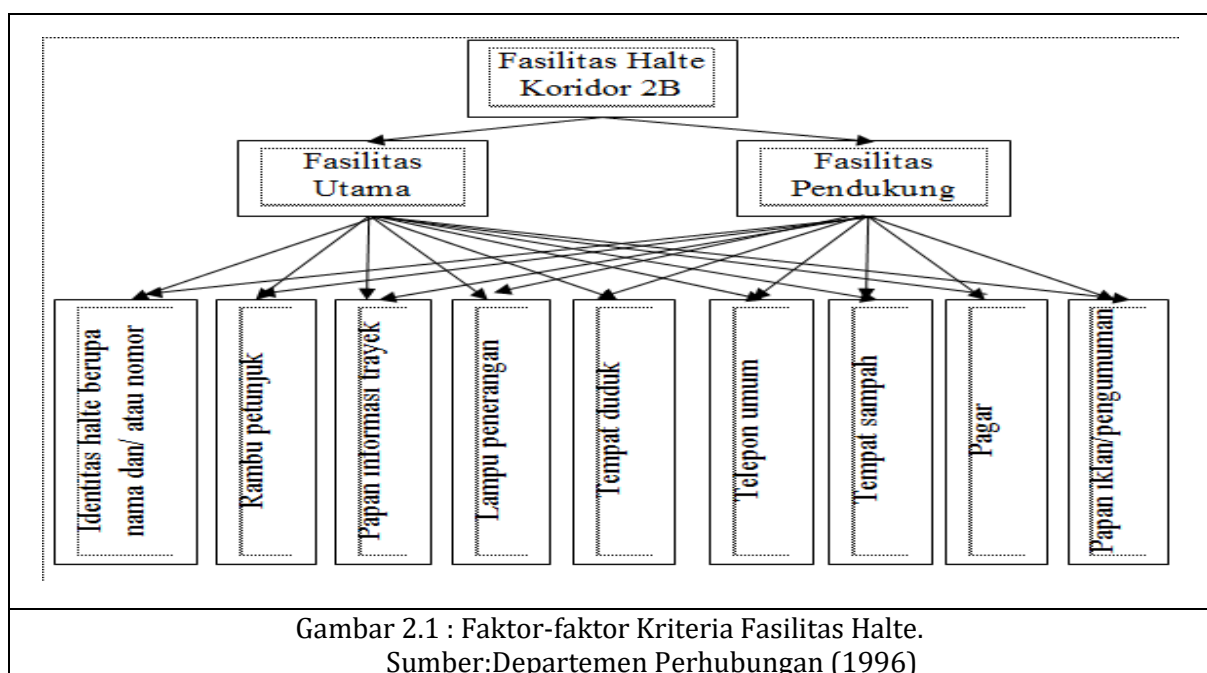 Fasilitas Halte
Koridor 2B
Fasilitas
Utama
Fasilitas
Pendukung
Identitas halte berupa
nama dan/ atau nomor
Rambu petunjuk
Papan informasi trayek
Lampu penerangan
Tempat duduk
Telepon umum
Tempat sampah
Pagar
Papan iklan/pengumuman
Gambar 2.1 : Faktor-faktor Kriteria Fasilitas Halte.
Sumber:Departemen Perhubungan (1996)